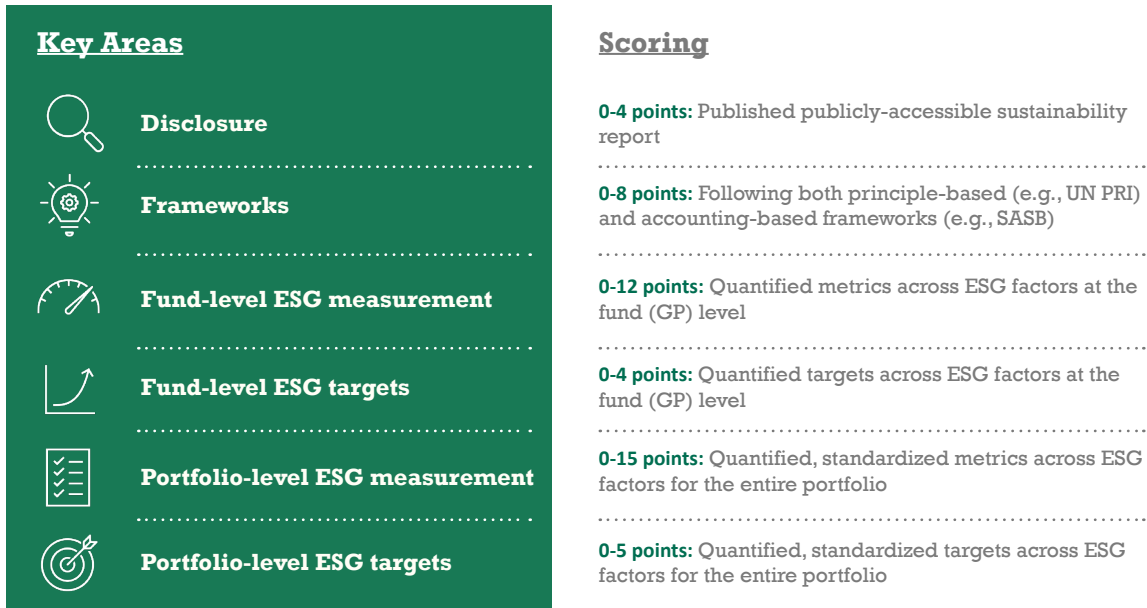 Key Areas
Scoring
Disclosure
0-4 points: Published publicly-accessible sustainability
report
Frameworks
0-8 points: Following both principle-based (e.g., UN PRI)
and accounting-based frameworks (e.g., SASB)
Fund-level ESG measurement
0-12 points: Quantified metrics across ESG factors at the
fund (GP) level
Fund-level ESG targets
0-4 points: Quantified targets across ESG factors at the
fund (GP) level
Portfolio-level ESG measurement
0-15 points: Quantified, standardized metrics across ESG
factors for the entire portfolio
Portfolio-level ESG targets
0-5 points: Quantified, standardized targets across ESG
factors for the entire portfolio